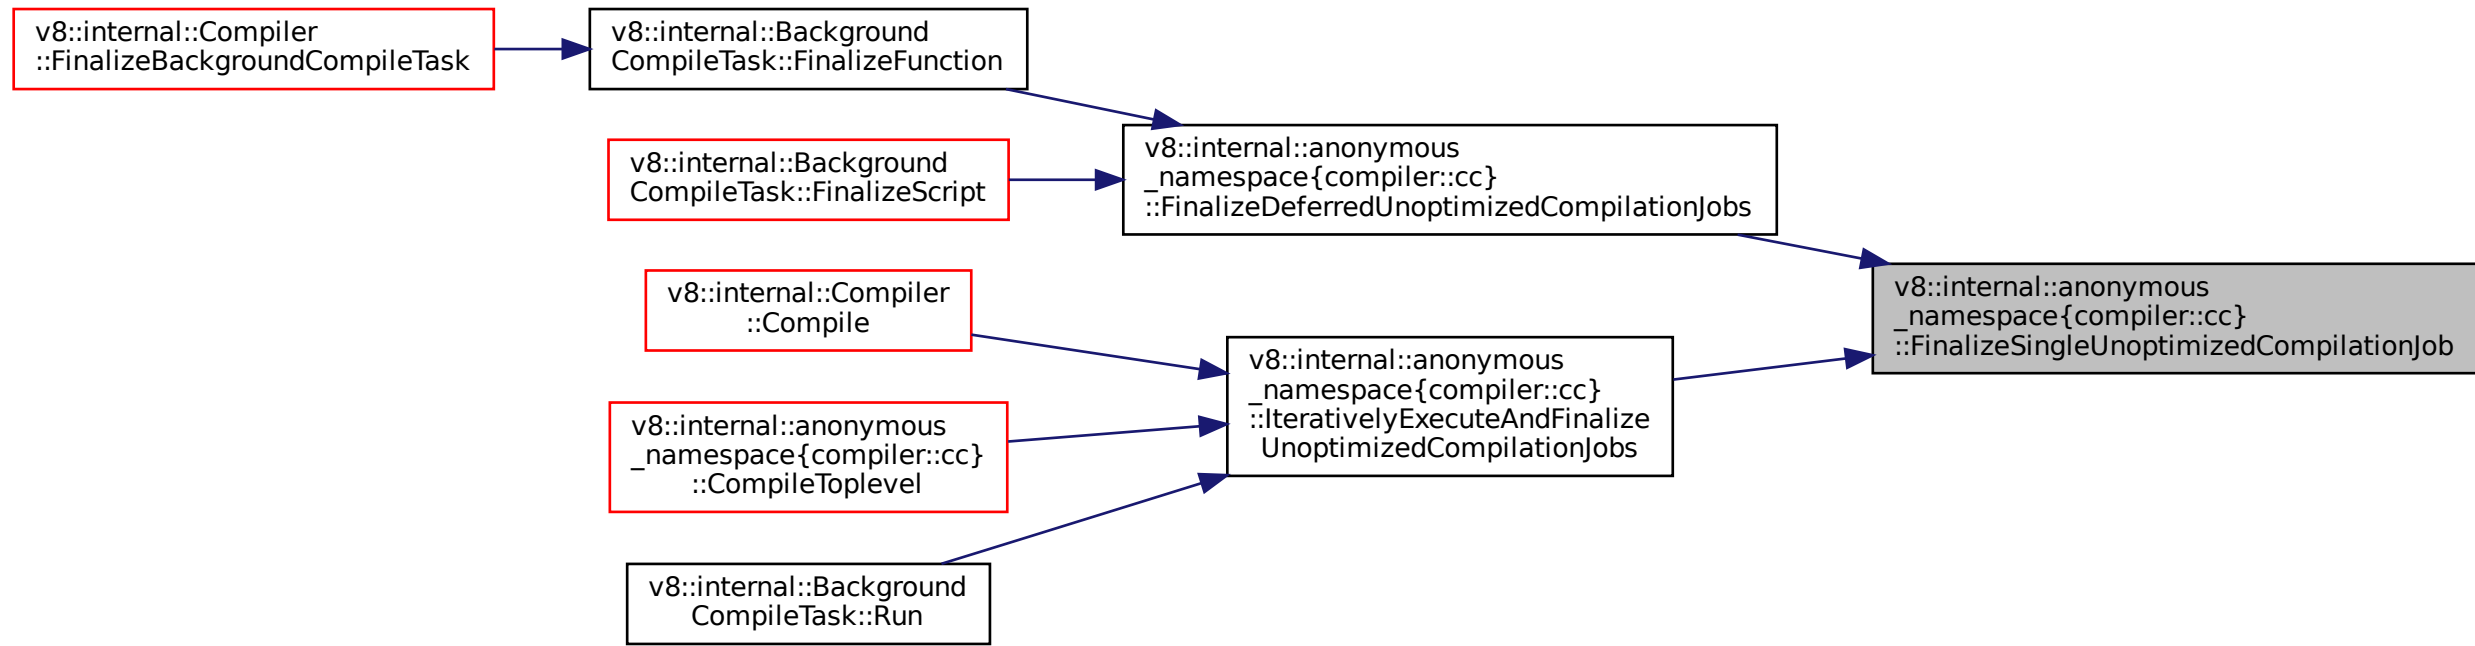 v8::internal::Compiler
::FinalizeBackgroundCompileTask
v8::internal::Background
CompileTask::FinalizeFunction
v8::internal::Background
CompileTask::FinalizeScript
v8::internal::anonymous
_namespace{compiler::cc}
::FinalizeDeferredUnoptimizedCompilationJobs
v8::internal::Compiler
::Compile
v8::internal::anonymous
_namespace{compiler::cc}
::CompileToplevel
v8::internal::Background
CompileTask::Run
v8::internal::anonymous
_namespace{compiler::cc}
::IterativelyExecuteAndFinalize
UnoptimizedCompilationJobs
v8::internal::anonymous
_namespace{compiler::cc}
::FinalizeSingleUnoptimizedCompilationJob